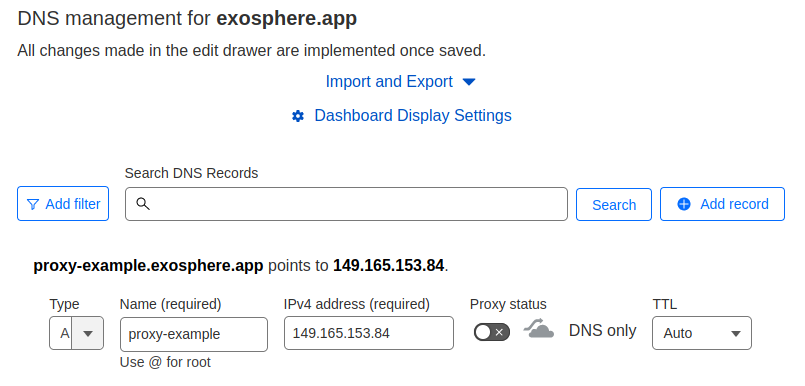 DNS management for exosphere.app
All changes made in the edit drawer are implemented once saved.
Import and Export
Dashboard Display Settings
Search DNS Records
Add filter
Search
Add record
proxy-example.exosphere.app points to 149.165.153.84.
Type
Name (required)
IPv4 address (required)
Proxy status
TTL
A
proxy-example
149.165.153.84
DNS only
Auto
Use @ for root